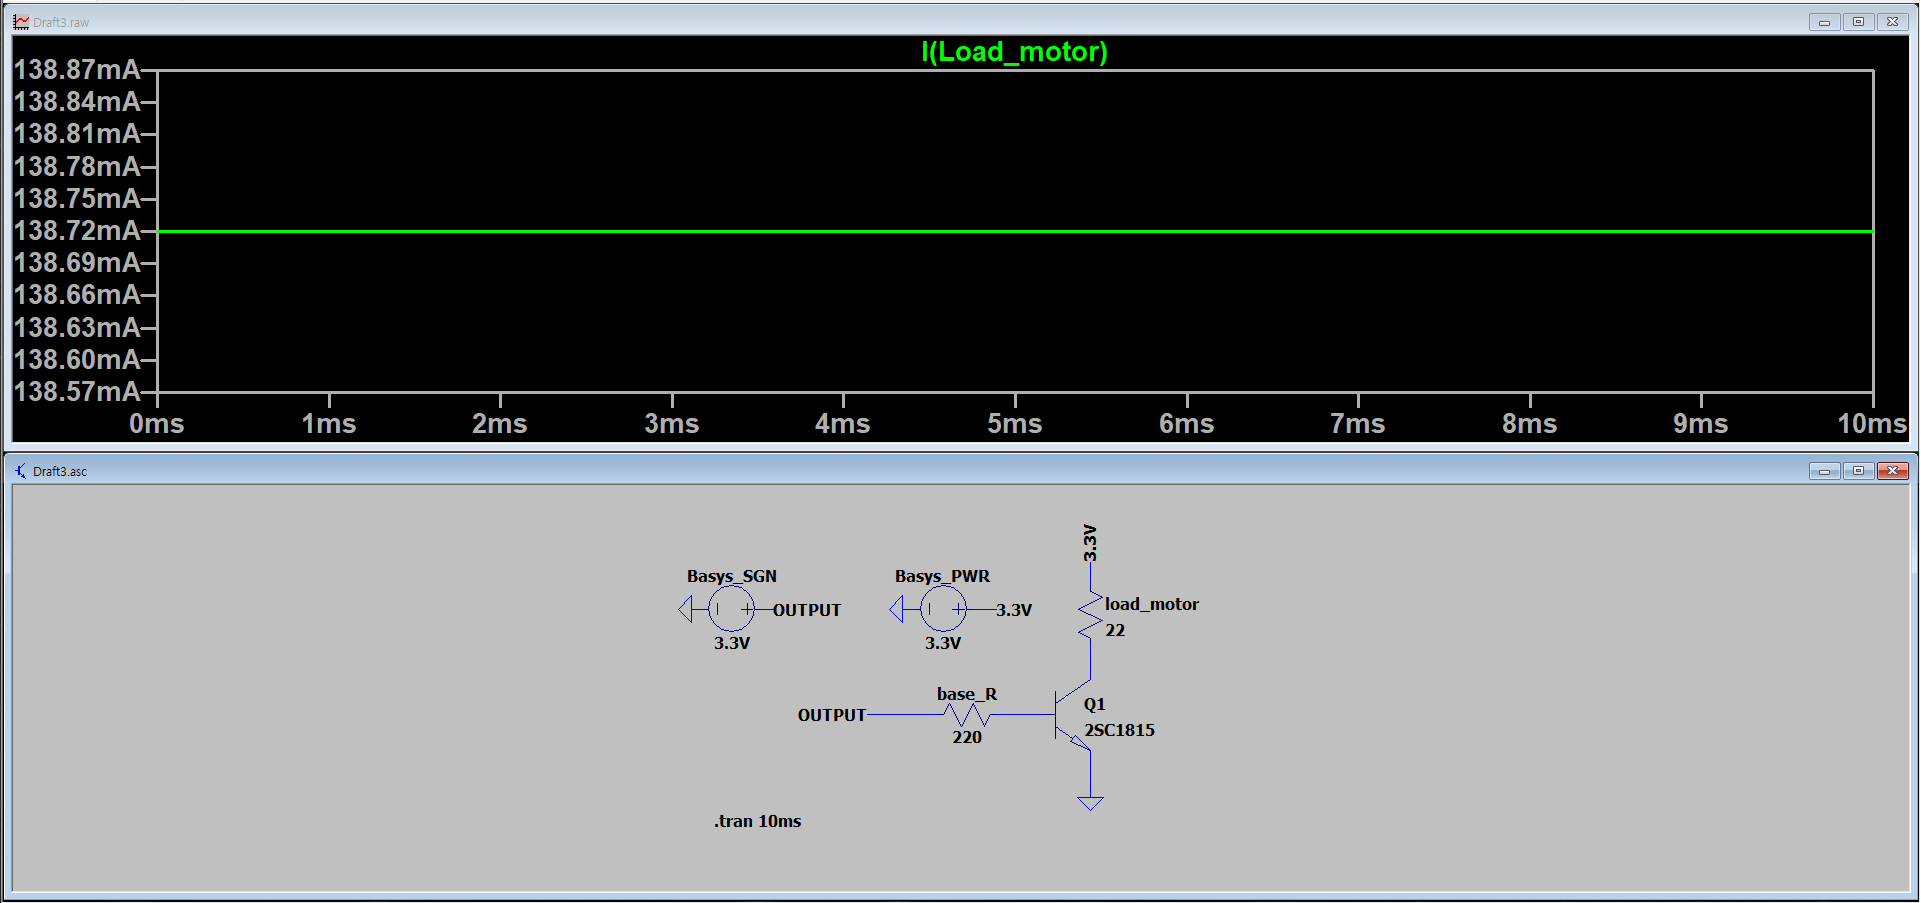 Draft3.raw
I(Load_motor)
138.87mA
138.84mA
138.81mA
138.78mA
138.75mA
138.72mA
138.69mA
138.66mA
138.63mA
138.60mA
138.57mA
0ms 1ms 2ms 3ms 4ms 5ms 6ms 7ms 8ms 9ms 10ms
Draft3.asc
3.3V
Basys_SGN
OUTPUT
3.3V
Basys_PWR
3.3V
3.3V
load_motor
22
base_R
OUTPUT
220
Q1
2SC1815
.tran 10ms